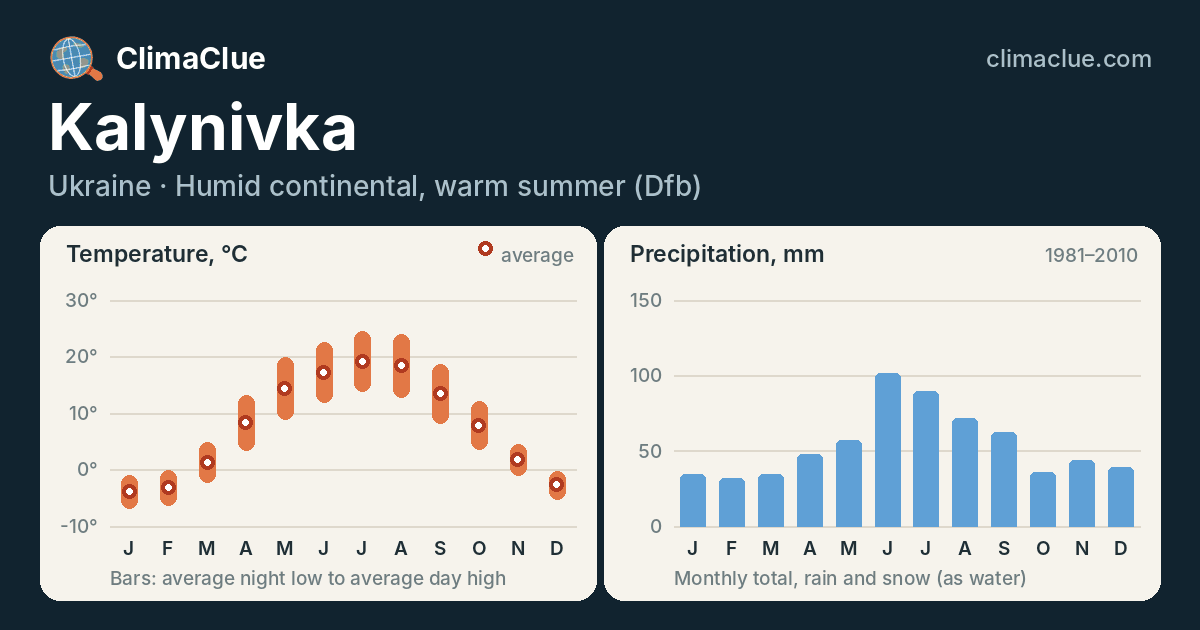 ClimaClue
climaclue.com
Kalynivka
Ukraine · Humid continental, warm summer (Dfb)
Temperature, °C
average
30°
20°
10°
0°
-10°
J F M A M J J A S O N D
Bars: average night low to average day high
Precipitation, mm
1981–2010
150
100
50
0
J F M A M J J A S O N D
Monthly total, rain and snow (as water)